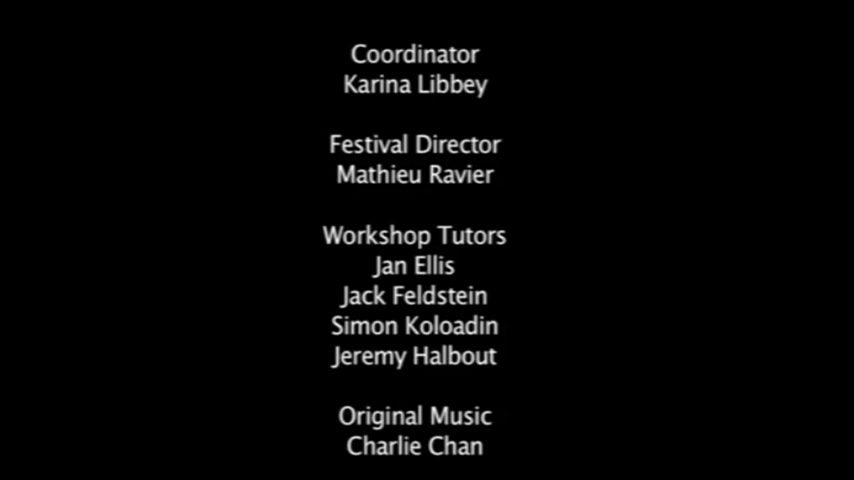 Coordinator
Karina Libbey
Festival Director
Mathieu Ravier
Workshop Tutors
Jan Ellis
Jack Feldstein
Simon Koloadin
Jeremy Halbout
Original Music
Charlie Chan